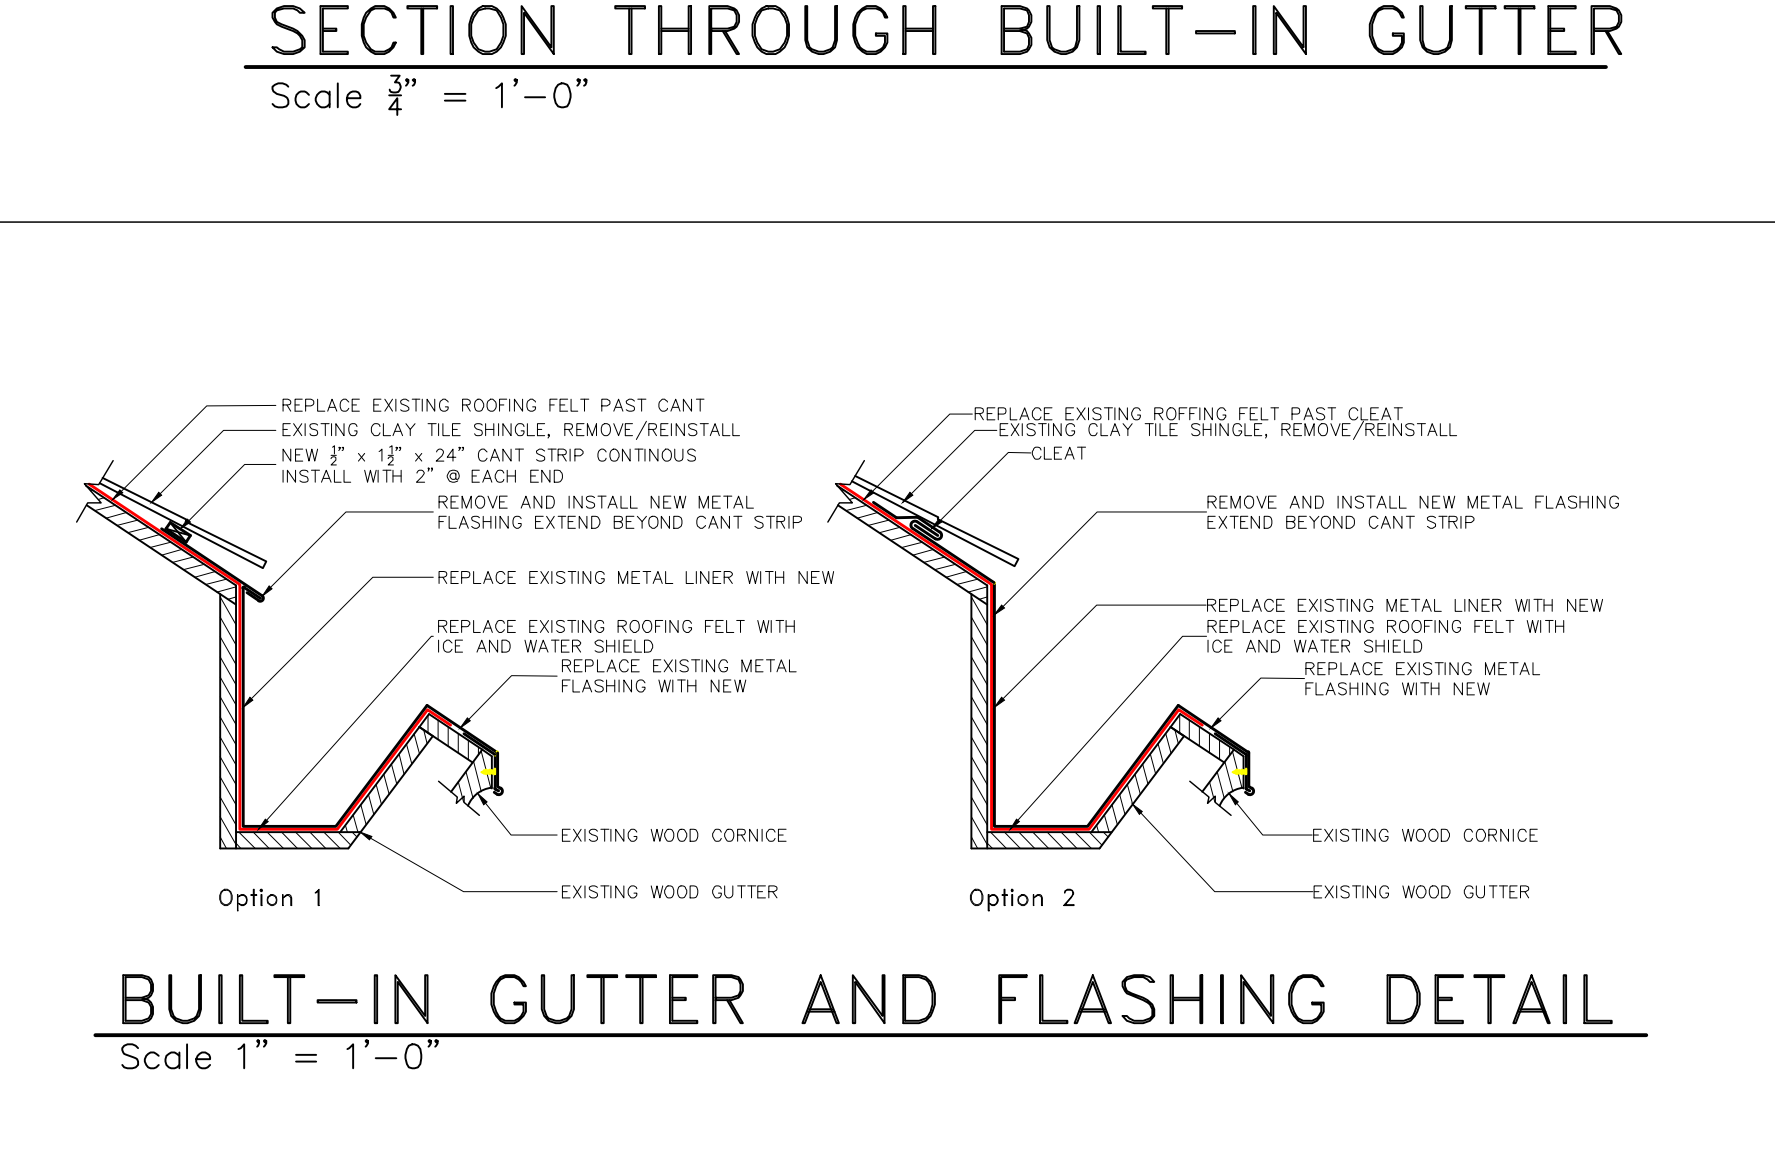 SECTION THROUGH BUILT-IN GUTTER
Scale 3/4" = 1'-0"
REPLACE EXISTING ROOFING FELT PAST CANT
EXISTING CLAY TILE SHINGLE, REMOVE/REINSTALL
NEW 1/2" x 1 1/2" x 24" CANT STRIP CONTINOUS
INSTALL WITH 2" @ EACH END
REMOVE AND INSTALL NEW METAL
FLASHING EXTEND BEYOND CANT STRIP
REPLACE EXISTING METAL LINER WITH NEW
REPLACE EXISTING ROOFING FELT WITH
ICE AND WATER SHIELD
REPLACE EXISTING METAL
FLASHING WITH NEW
EXISTING WOOD CORNICE
EXISTING WOOD GUTTER
Option 1
REPLACE EXISTING ROFFING FELT PAST CLEAT
EXISTING CLAY TILE SHINGLE, REMOVE/REINSTALL
CLEAT
REMOVE AND INSTALL NEW METAL FLASHING
EXTEND BEYOND CANT STRIP
REPLACE EXISTING METAL LINER WITH NEW
REPLACE EXISTING ROOFING FELT WITH
ICE AND WATER SHIELD
REPLACE EXISTING METAL
FLASHING WITH NEW
EXISTING WOOD CORNICE
EXISTING WOOD GUTTER
Option 2
BUILT-IN GUTTER AND FLASHING DETAIL
Scale 1" = 1'-0"